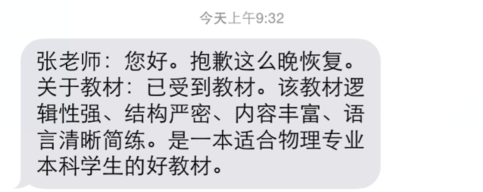 今天上午9:32
张老师：您好。抱歉这么晚恢复。
关于教材：已受到教材。该教材逻
辑性强、结构严密、内容丰富、语
言清晰简练。是一本适合物理专业
本科学生的好教材。